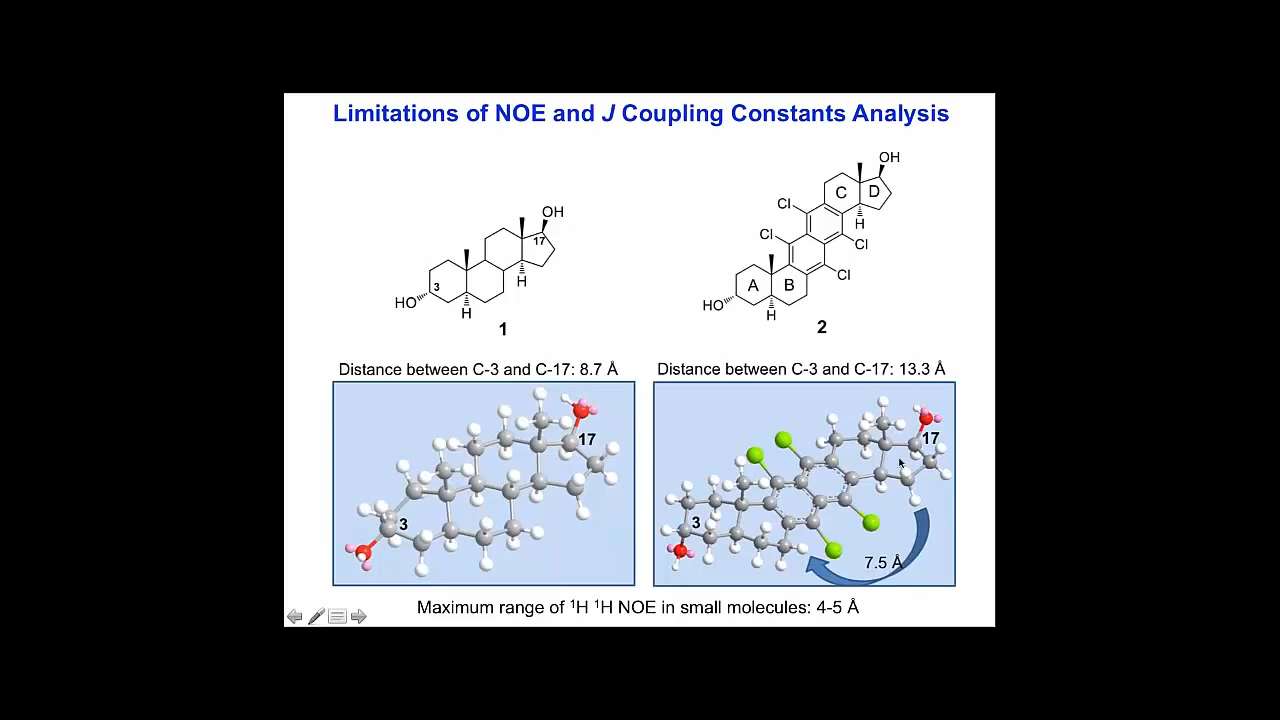 Limitations of NOE and J Coupling Constants Analysis
OH
17
3
HO
H
H
1
OH
C
D
Cl
H
Cl
Cl
Cl
A
B
HO
H
2
Distance between C-3 and C-17: 8.7 Å
17
3
Distance between C-3 and C-17: 13.3 Å
17
3
7.5 Å
Maximum range of ¹H ¹H NOE in small molecules: 4-5 Å